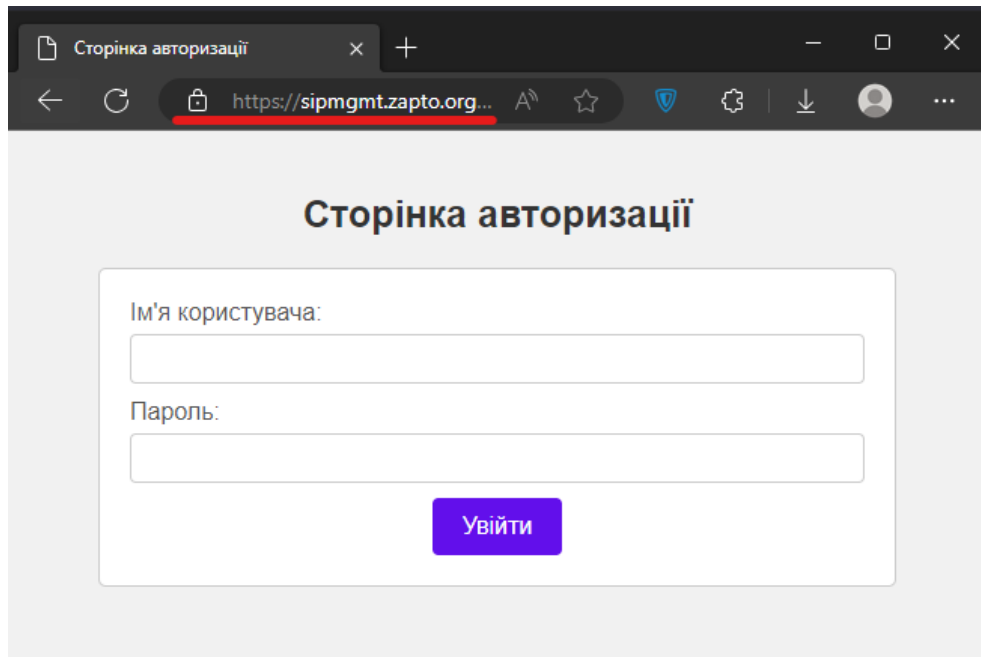 Сторінка авторизації
https://sipmgmt.zapto.org...
Сторінка авторизації
Ім'я користувача:
Пароль:
Увійти